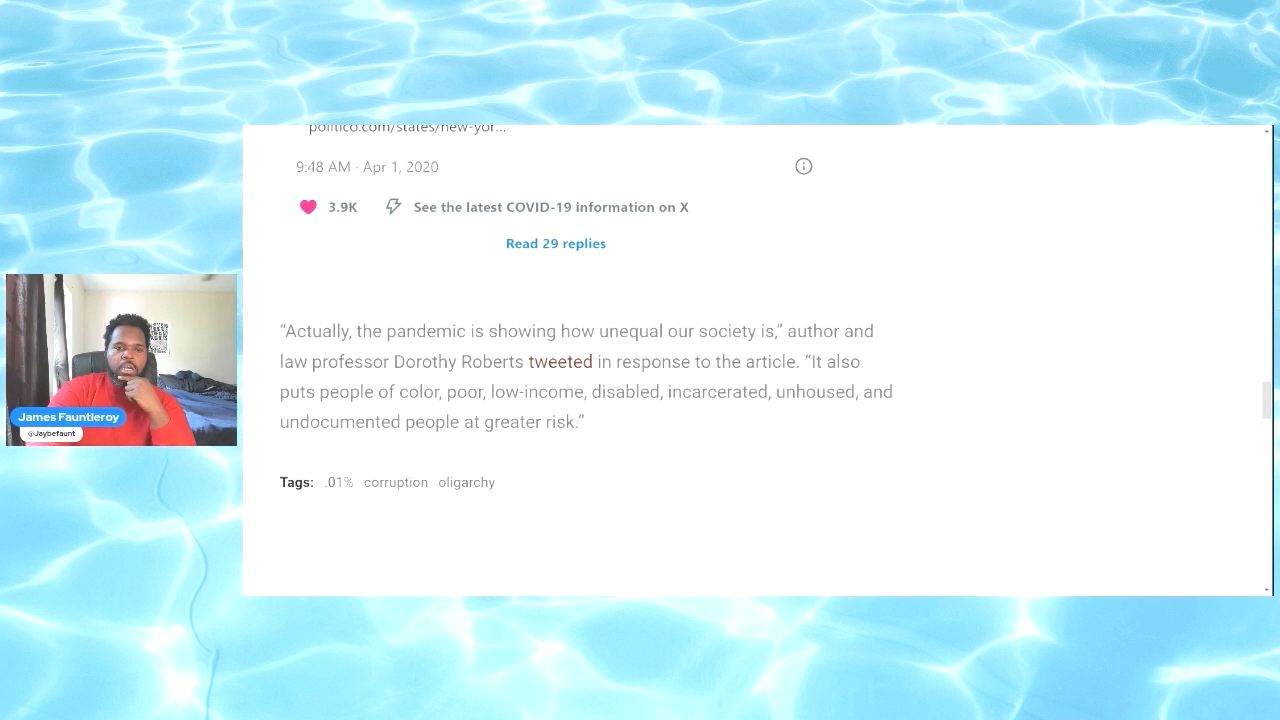 politico.com/states/new-yor...
9:48 AM · Apr 1, 2020
3.9K See the latest COVID-19 information on X
Read 29 replies
“Actually, the pandemic is showing how unequal our society is,” author and
law professor Dorothy Roberts tweeted in response to the article. “It also
puts people of color, poor, low-income, disabled, incarcerated, unhoused, and
undocumented people at greater risk.”
Tags: .01% corruption oligarchy
James Fauntleroy
@Jaybefaunt